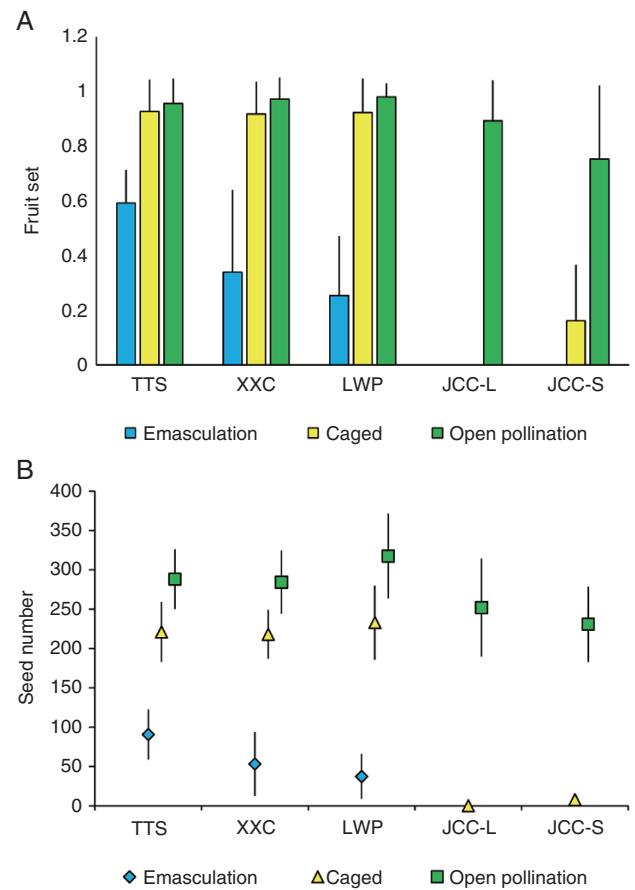 A
1.2
1
0.8
0.6
0.4
0.2
0
Fruit set
TTS XXC LWP JCC-L JCC-S
Emasculation Caged Open pollination
B
400
350
300
250
200
150
100
50
0
Seed number
TTS XXC LWP JCC-L JCC-S
Emasculation Caged Open pollination